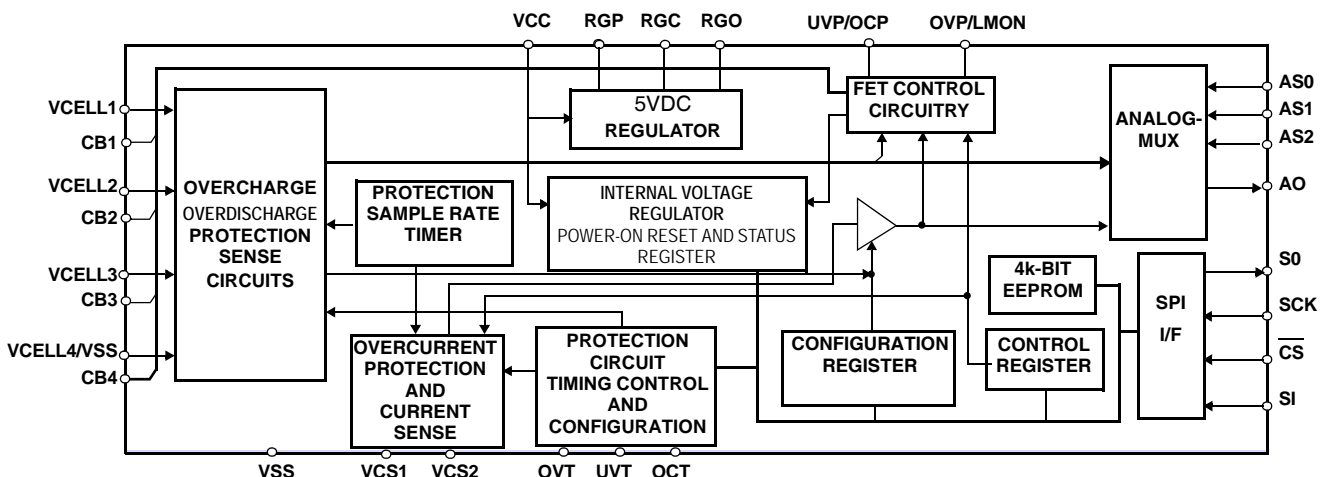 VCC RGP RGC RGO UVP/OCP OVP/LMON
VCELL1
CB1
VCELL2
CB2
VCELL3
CB3
VCELL4/VSS
CB4
OVERCHARGE
OVERDISCHARGE
PROTECTION
SENSE
CIRCUITS
5VDC
REGULATOR
FET CONTROL
CIRCUITRY
ANALOG-
MUX
AS0
AS1
AS2
AO
PROTECTION
SAMPLE RATE
TIMER
INTERNAL VOLTAGE
REGULATOR
POWER-ON RESET AND STATUS
REGISTER
4k-BIT
EEPROM
SPI
I/F
S0
SCK
CS
SI
OVERCURRENT
PROTECTION
AND
CURRENT
SENSE
PROTECTION
CIRCUIT
TIMING CONTROL
AND
CONFIGURATION
CONFIGURATION
REGISTER
CONTROL
REGISTER
VSS VCS1 VCS2 OVT UVT OCT